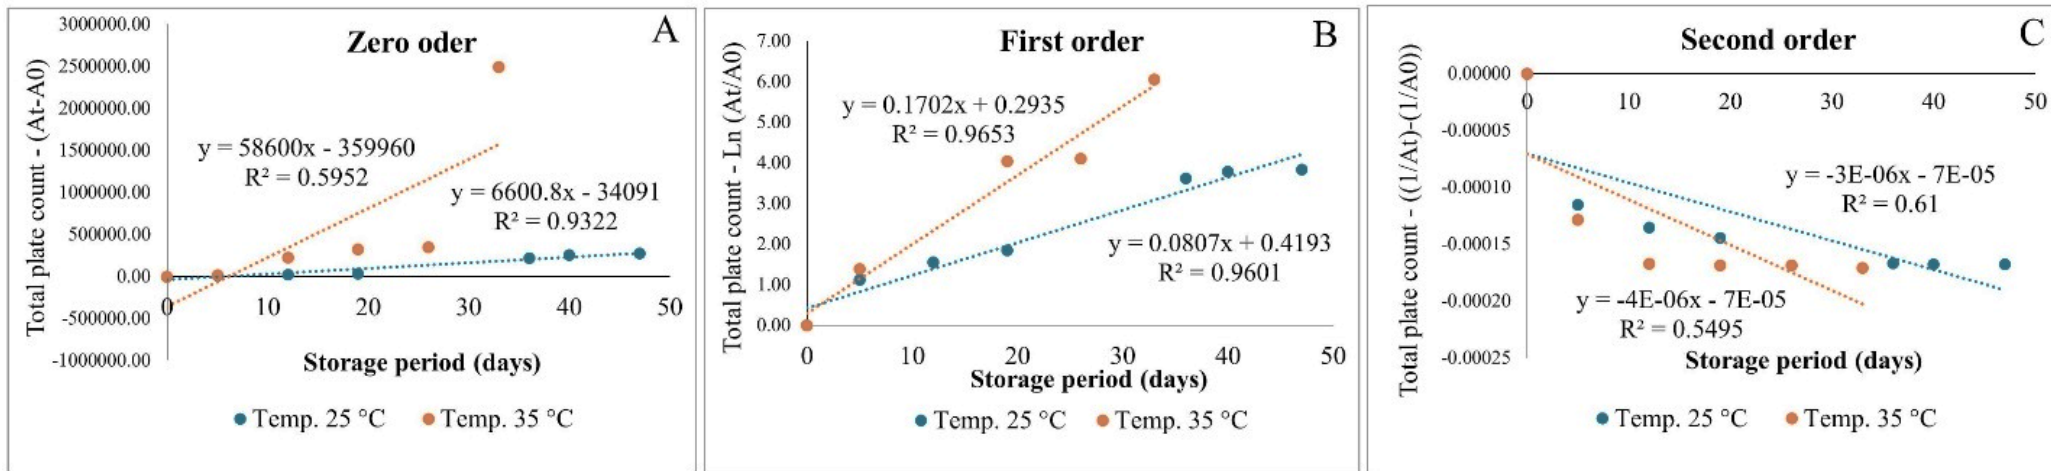 A
Zero oder
Total plate count - (At-A0)
3000000.00
2500000.00
2000000.00
1500000.00
1000000.00
500000.00
0.00
-500000.00
-1000000.00
y = 58600x - 359960
R² = 0.5952
y = 6600.8x - 34091
R² = 0.9322
0
10
20
30
40
50
Storage period (days)
Temp. 25 °C
Temp. 35 °C
B
First order
Total plate count - Ln (At/A0)
7.00
6.00
5.00
4.00
3.00
2.00
1.00
0.00
y = 0.1702x + 0.2935
R² = 0.9653
y = 0.0807x + 0.4193
R² = 0.9601
0
10
20
30
40
50
Storage period (days)
Temp. 25 °C
Temp. 35 °C
C
Second order
Total plate count - ((1/At)-(1/A0))
0.00000
-0.00005
-0.00010
-0.00015
-0.00020
-0.00025
0
10
20
30
40
50
y = -3E-06x - 7E-05
R² = 0.61
y = -4E-06x - 7E-05
R² = 0.5495
Storage period (days)
Temp. 25 °C
Temp. 35 °C